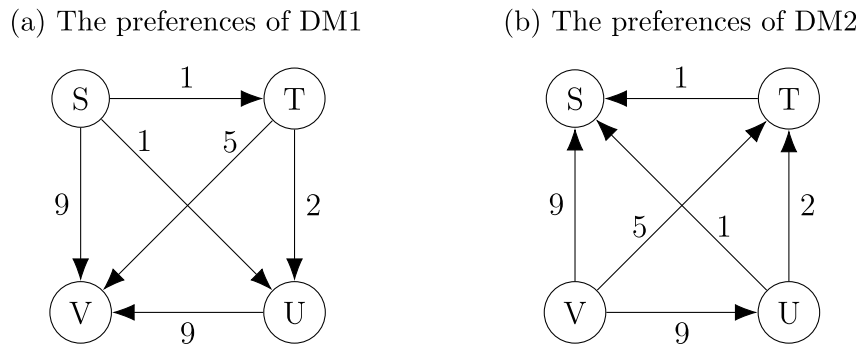 (a) The preferences of DM1
S
1
T
1
5
9
2
V
9
U
(b) The preferences of DM2
S
1
T
9
5
1
2
V
9
U